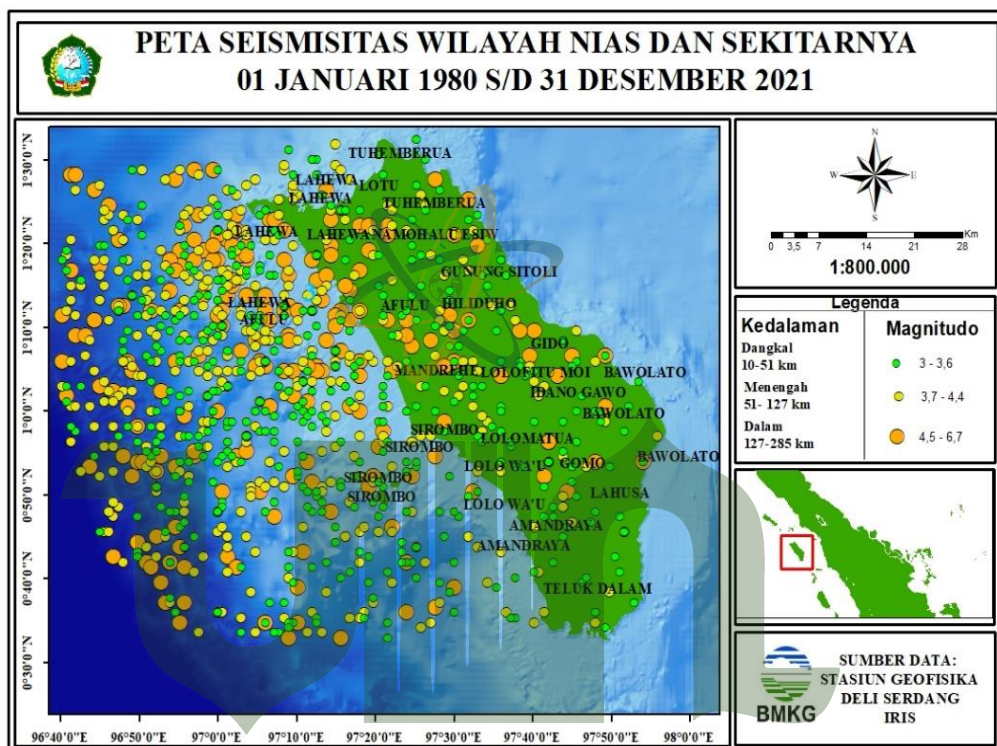 PETA SEISMISITAS WILAYAH NIAS DAN SEKITARNYA
01 JANUARI 1980 S/D 31 DESEMBER 2021
1°30'0"N
1°20'0"N
1°10'0"N
1°0'0"N
0°50'0"N
0°40'0"N
0°30'0"N
TUHEMBERUA
LAHEWA
LOTU
LAHEWA
TUHEMBERUA
LAHEWA
LAHEWA
NAMOHALU ESIW
GUNUNG SITOLI
LAHEWA
AFULU
AFULU
HILIDUHO
GIDO
MANDREHE
LOLOFITU MOI
BAWOLATO
IDANO GAWO
BAWOLATO
SIROMBO
LOLOMATUA
SIROMBO
BAWOLATO
LOLO WA'U
GOMO
SIROMBO
LAHUSA
SIROMBO
LOLO WA'U
AMANDRAYA
AMANDRAYA
TELUK DALAM
96°40'0"E 96°50'0"E 97°0'0"E 97°10'0"E 97°20'0"E 97°30'0"E 97°40'0"E 97°50'0"E 98°0'0"E
N
W E
S
0 3,5 7 14 21 28 Km
1:800.000
Legenda
Kedalaman
Dangkal
10-51 km
Menengah
51- 127 km
Dalam
127-285 km
Magnitudo
3 - 3,6
3,7 - 4,4
4,5 - 6,7
BMKG
SUMBER DATA:
STASIUN GEOFISIKA
DELI SERDANG
IRIS